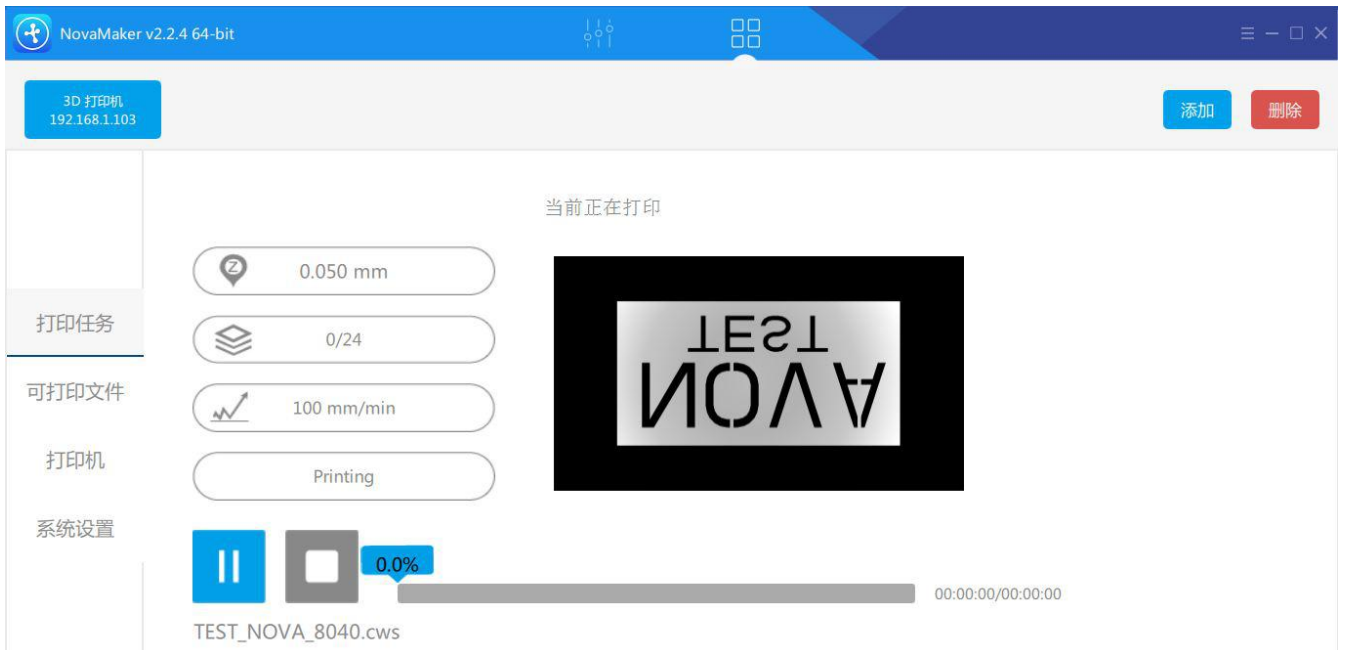 NovaMaker v2.2.4 64-bit
3D 打印机
192.168.1.103
添加
删除
当前正在打印
0.050 mm
0/24
100 mm/min
Printing
打印任务
可打印文件
打印机
系统设置
TEST
NOVA
0.0%
00:00:00/00:00:00
TEST_NOVA_8040.cws